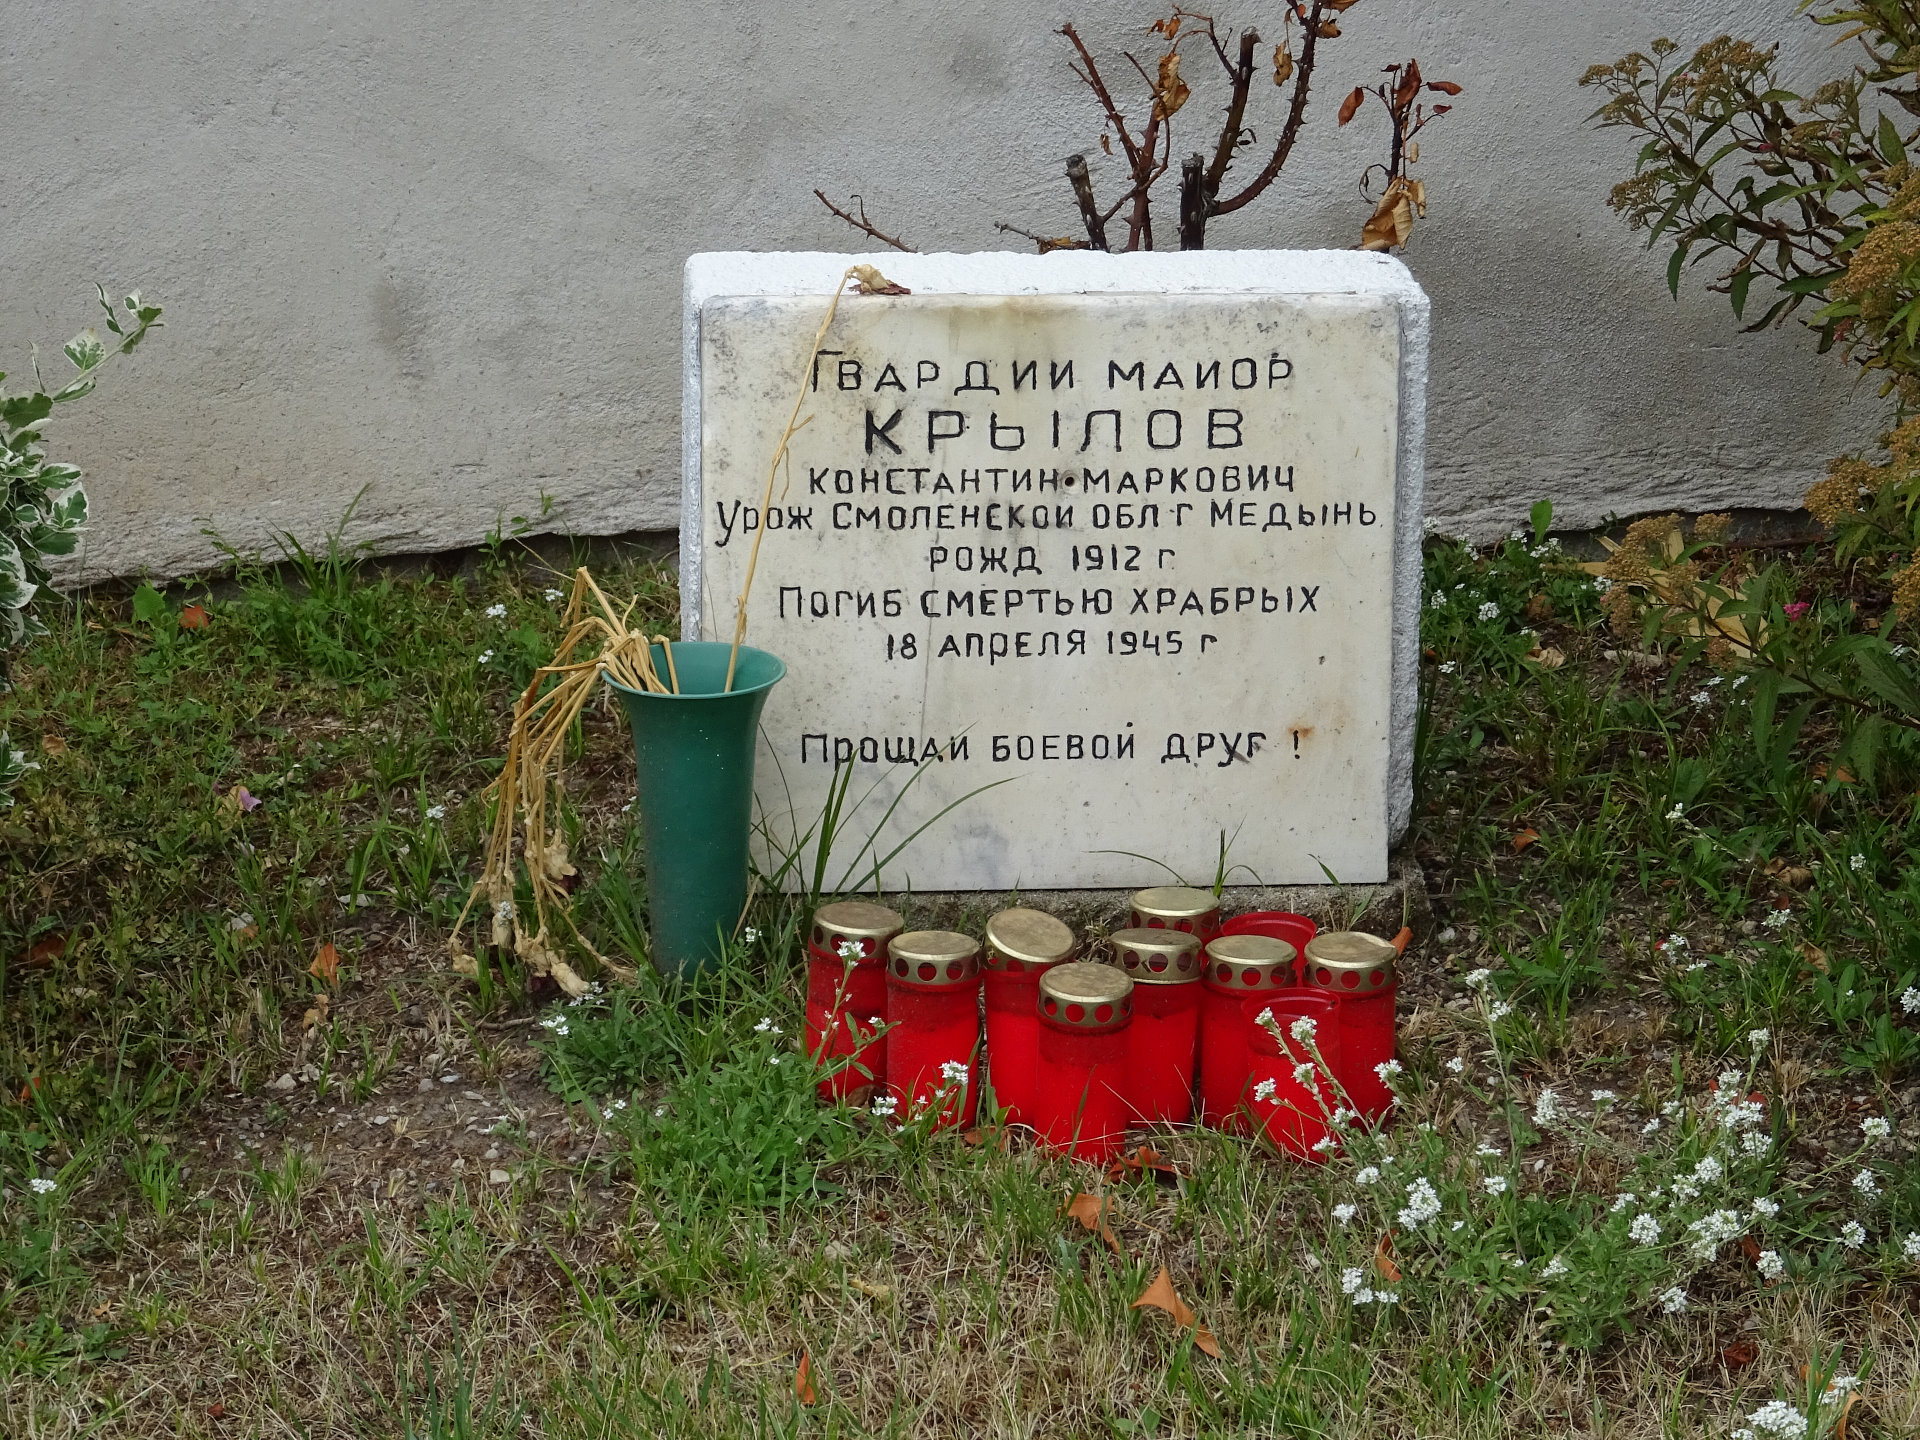 Гвардии маиор
Крылов
Константин Маркович
Урож Смоленскои обл г Медынь
рожд 1912 г
Погиб смертью храбрых
18 апреля 1945 г
Прощай боевой друг !